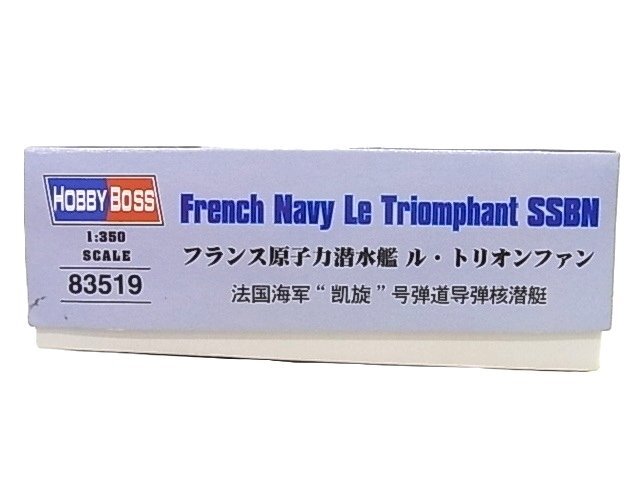 HOBBY BOSS
1:350
SCALE
83519
French Navy Le Triomphant SSBN
フランス原子力潜水艦 ル・トリオンファン
法国海军“凯旋”号弹道导弹核潜艇